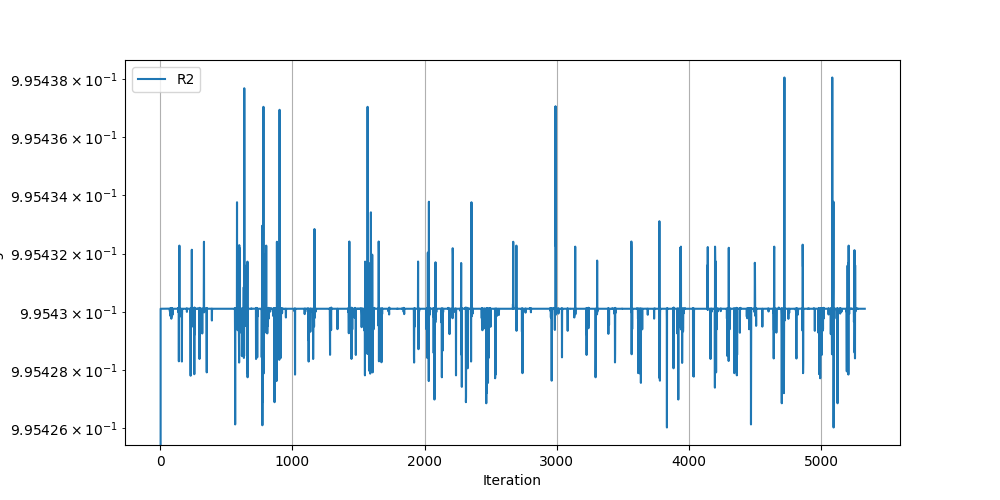 R2
9.95438 × 10⁻¹
9.95436 × 10⁻¹
9.95434 × 10⁻¹
9.95432 × 10⁻¹
9.9543 × 10⁻¹
9.95428 × 10⁻¹
9.95426 × 10⁻¹
0 1000 2000 3000 4000 5000
Iteration